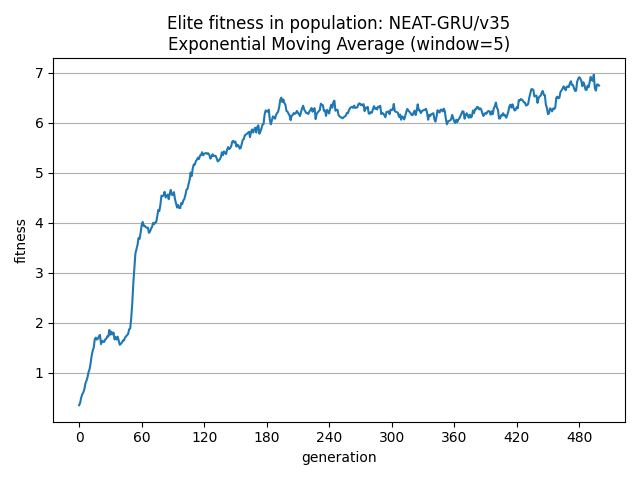 Elite fitness in population: NEAT-GRU/v35
Exponential Moving Average (window=5)
7
6
5
4
3
2
1
fitness
0 60 120 180 240 300 360 420 480
generation